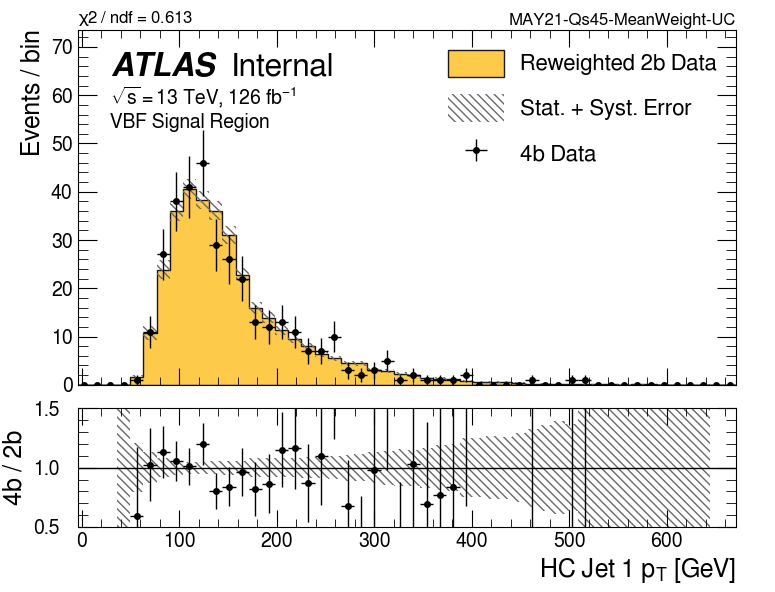 χ2 / ndf = 0.613
MAY21-Qs45-MeanWeight-UC
Events / bin
70
60
50
40
30
20
10
0
ATLAS Internal
√s = 13 TeV, 126 fb⁻¹
VBF Signal Region
Reweighted 2b Data
Stat. + Syst. Error
4b Data
4b / 2b
1.5
1.0
0.5
0 100 200 300 400 500 600
HC Jet 1 pT [GeV]